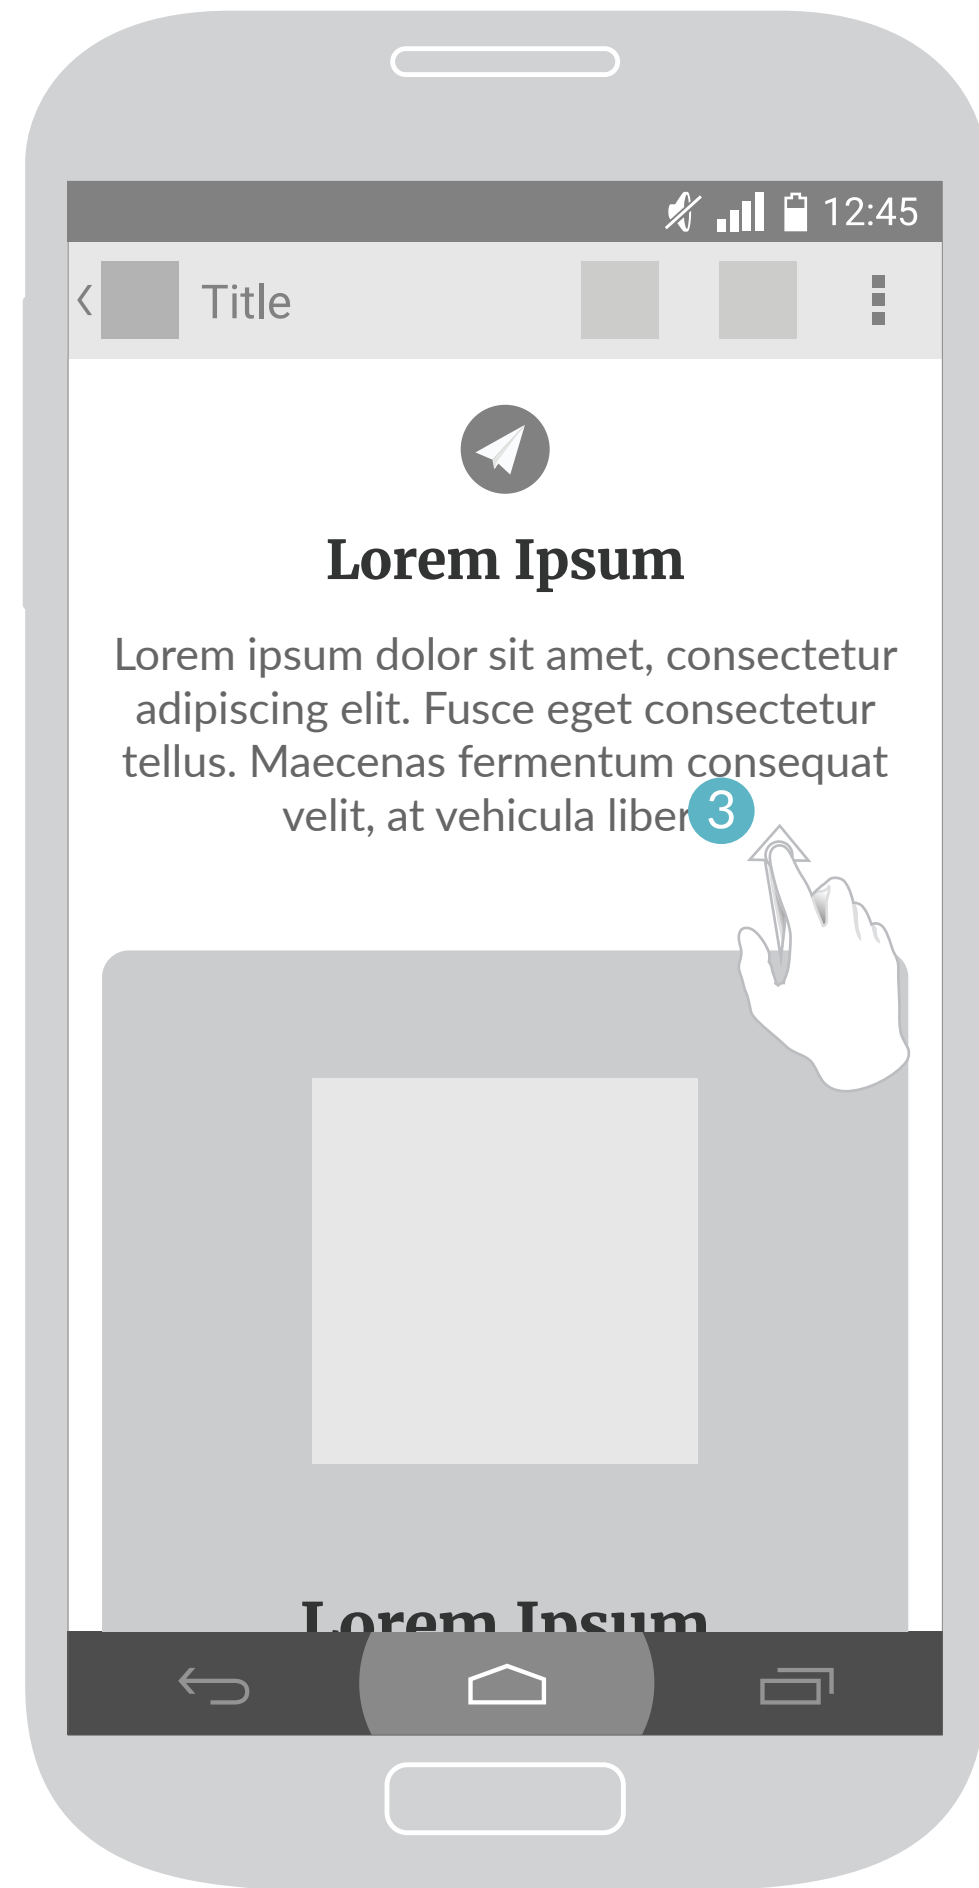 12:45
Title
Lorem Ipsum
Lorem ipsum dolor sit amet, consectetur
adipiscing elit. Fusce eget consectetur
tellus. Maecenas fermentum consequat
velit, at vehicula liber
3
Lorem Ipsum